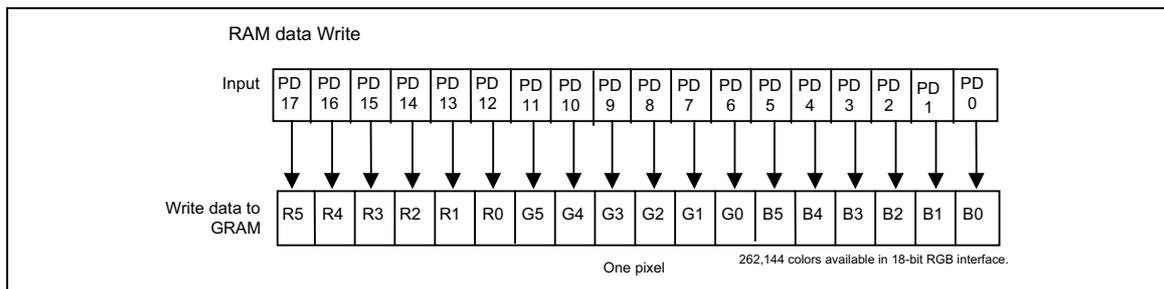 RAM data Write
Input PD PD PD PD PD PD PD PD PD PD PD PD PD PD PD PD PD PD
17 16 15 14 13 12 11 10 9 8 7 6 5 4 3 2 1 0
Write data to R5 R4 R3 R2 R1 R0 G5 G4 G3 G2 G1 G0 B5 B4 B3 B2 B1 B0
GRAM
One pixel 262,144 colors available in 18-bit RGB interface.